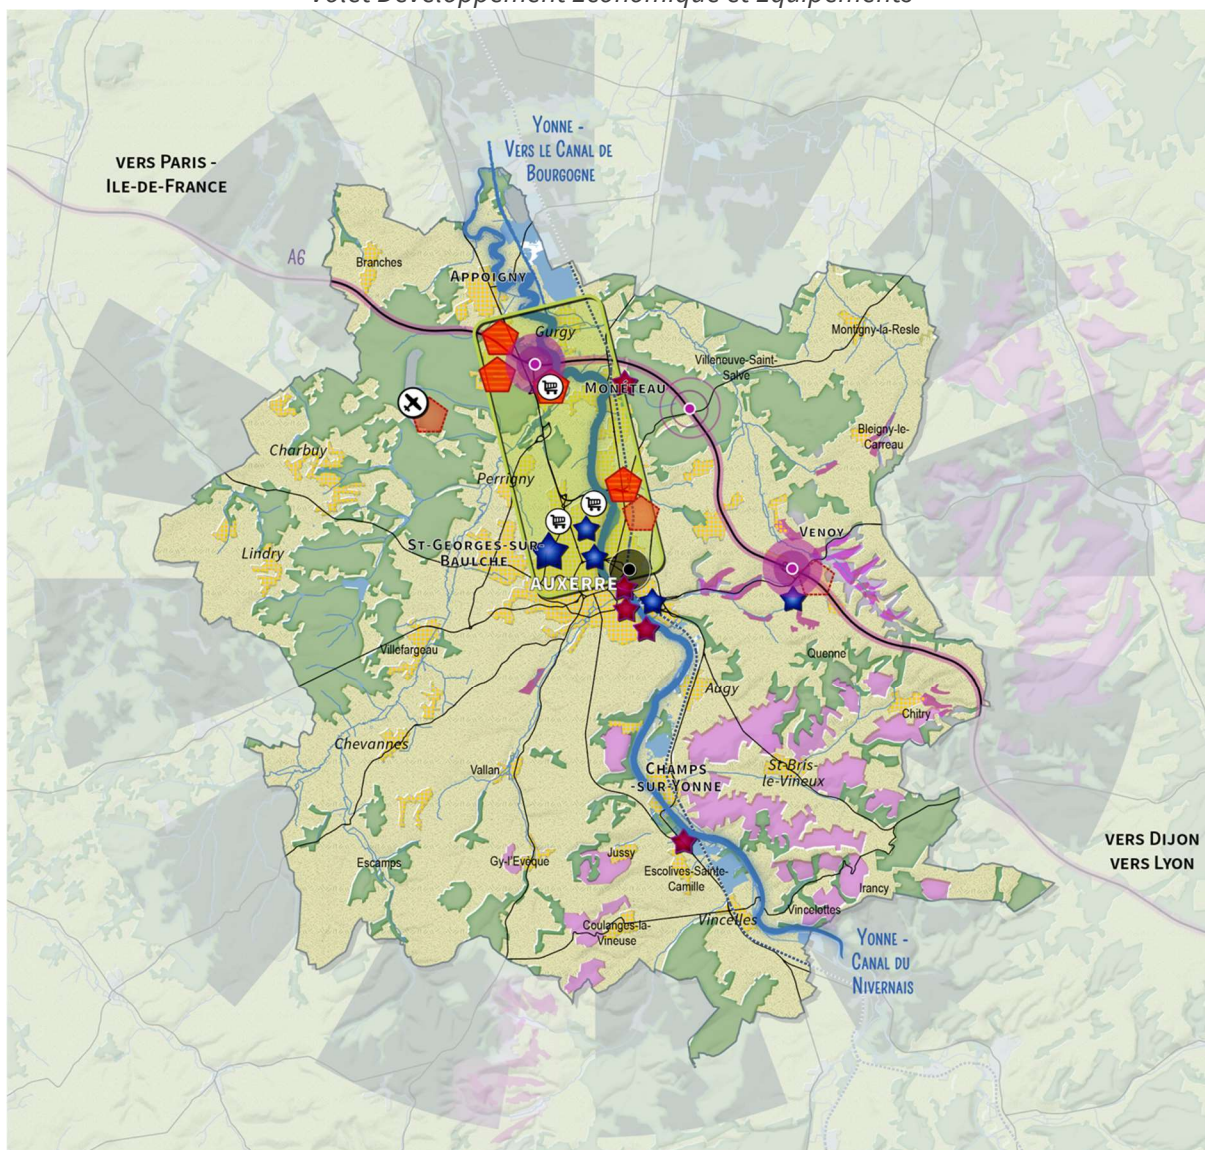 Volet Développement Economique et Equipements
YONNE -
VERS LE CANAL DE
BOURGOGNE
VERS PARIS -
ILE-DE-FRANCE
A6
Branches
APPOIGNY
Gurgy
Montigny-la-Resle
Villeneuve-Saint-
Salve
MONÉTEAU
Bleigny-le-
Carreau
Charbuy
Perrigny
VENOY
ST-GEORGES-SUR-
BAULCHE
Lindry
AUXERRE
Villefargeau
Quenne
Augy
Chitry
Chevannes
Vallan
CHAMPS
-SUR-YONNE
St-Bris-
le-Vineux
VERS DIJON
VERS LYON
Escamps
Gy-l'Evêque
Jussy
Escolives-Sainte-
Camille
Irancy
Vincelottes
Vincelles
Coulanges-la-
Vineuse
YONNE -
CANAL DU
NIVERNAIS